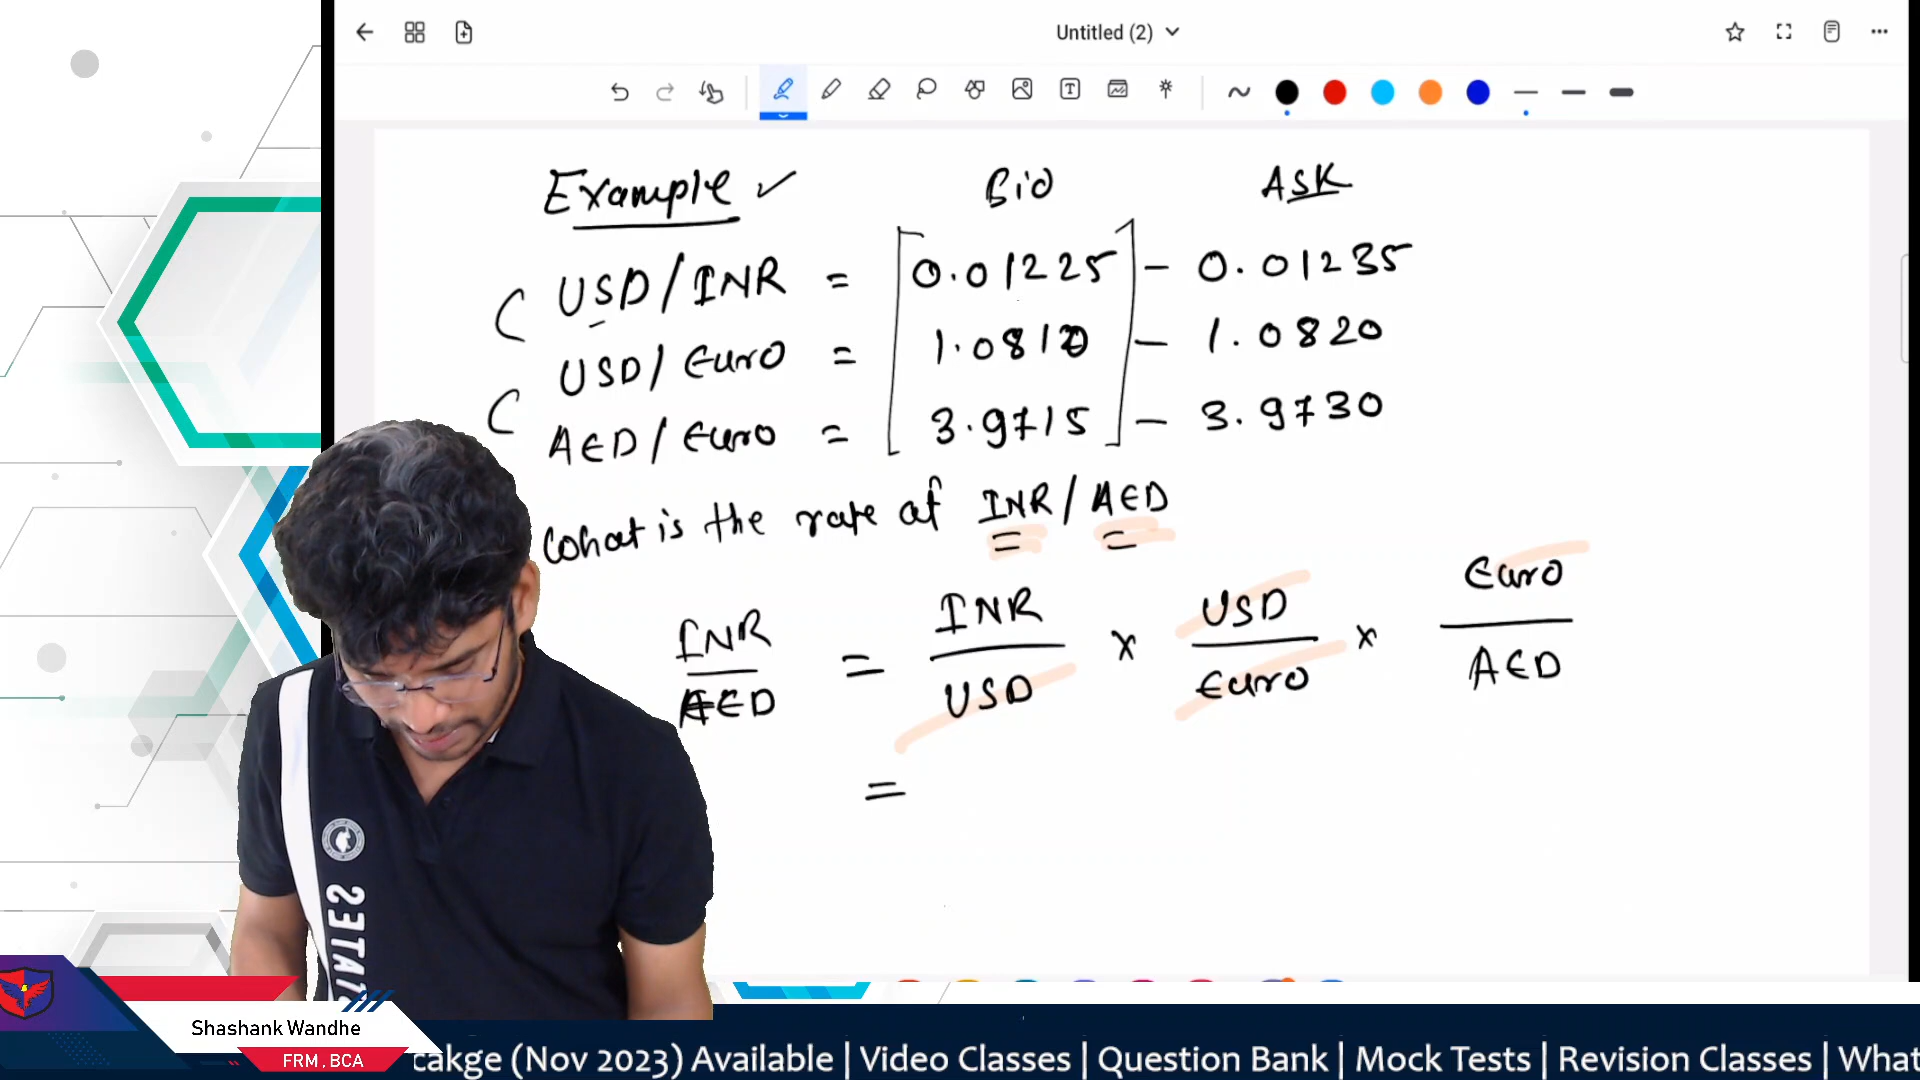 Untitled (2)
Example ✓ Bid ASK
USD/INR = 0.01225 - 0.01235
USD/Euro = 1.0810 - 1.0820
AED/Euro = 3.9715 - 3.9730
What is the rate of INR/AED
INR/AED = INR/USD x USD/Euro x Euro/AED
=
2ETAIA
Shashank Wandhe
FRM, BCA
cakge (Nov 2023) Available | Video Classes | Question Bank | Mock Tests | Revision Classes | What